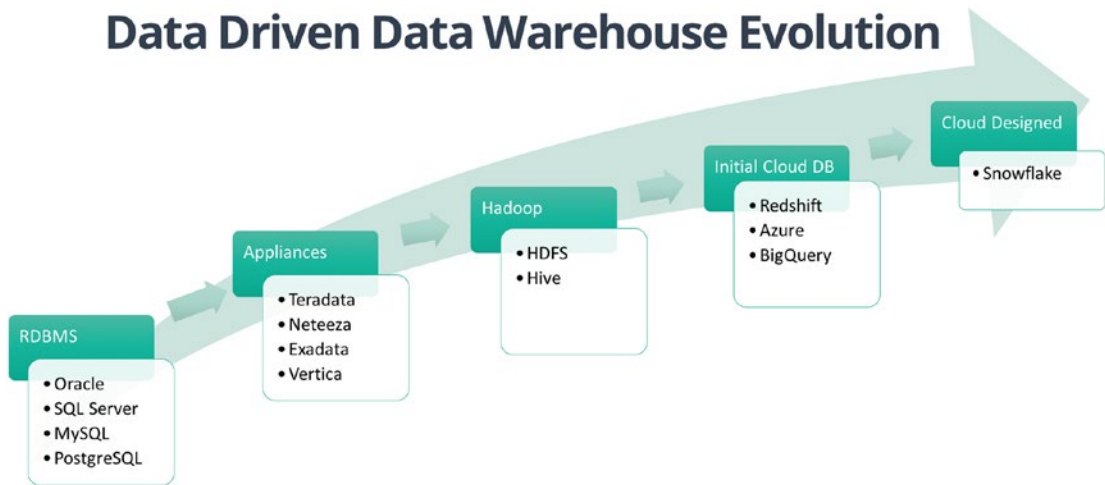 Data Driven Data Warehouse Evolution
RDBMS
• Oracle
• SQL Server
• MySQL
• PostgreSQL
Appliances
• Teradata
• Neteeza
• Exadata
• Vertica
Hadoop
• HDFS
• Hive
Initial Cloud DB
• Redshift
• Azure
• BigQuery
Cloud Designed
• Snowflake